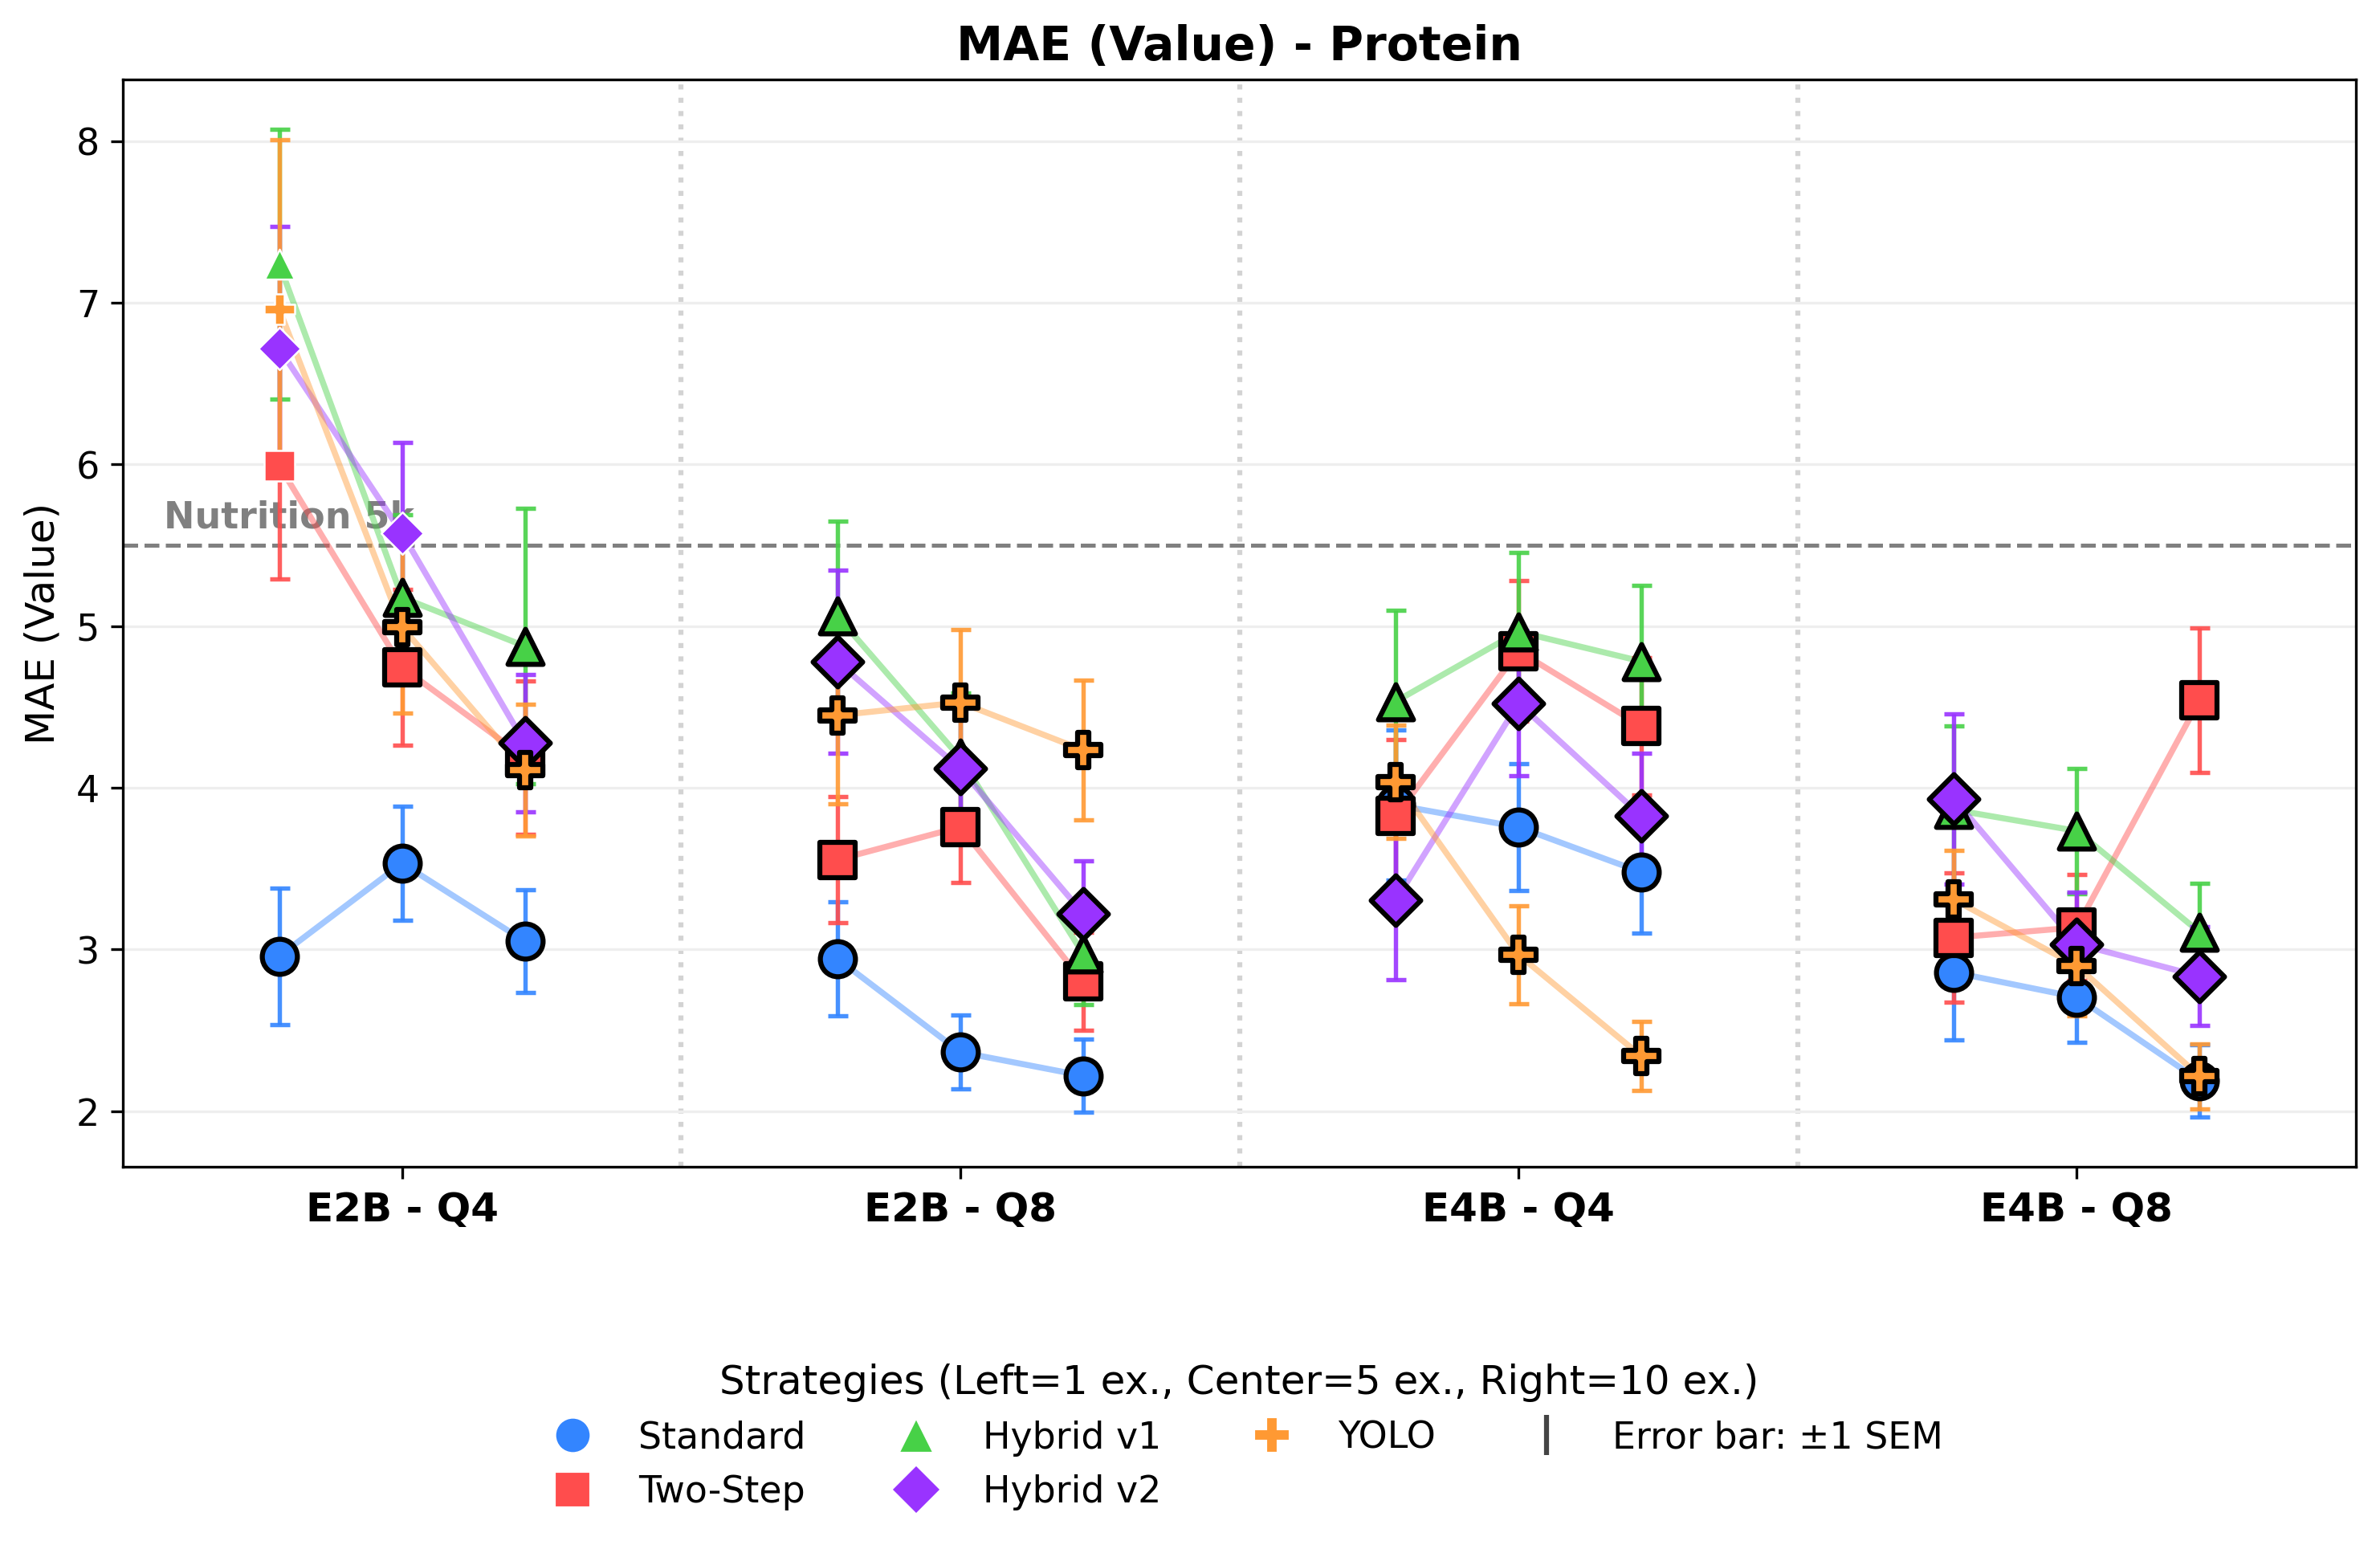 MAE (Value) - Protein
MAE (Value)
8
7
6
5
4
3
2
Nutrition 5k
E2B - Q4
E2B - Q8
E4B - Q4
E4B - Q8
Strategies (Left=1 ex., Center=5 ex., Right=10 ex.)
Standard
Hybrid v1
YOLO
Error bar: ±1 SEM
Two-Step
Hybrid v2